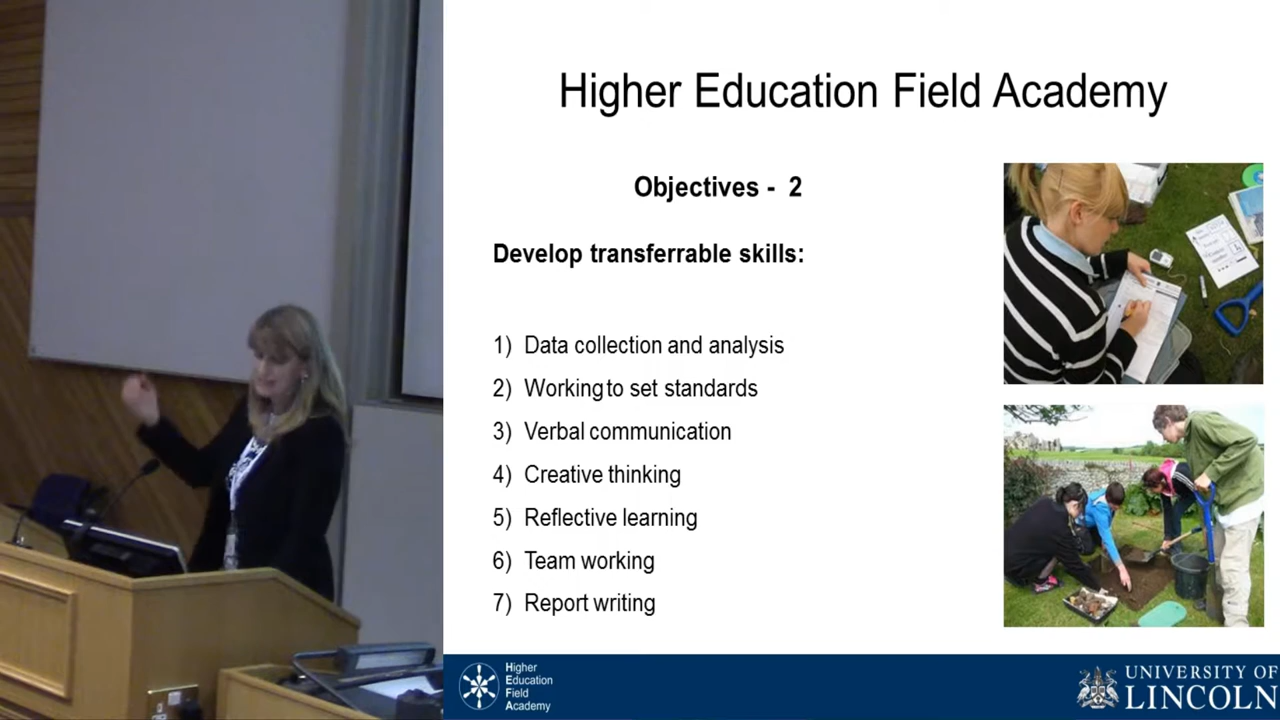 Higher Education Field Academy
Objectives - 2
Develop transferrable skills:
1) Data collection and analysis
2) Working to set standards
3) Verbal communication
4) Creative thinking
5) Reflective learning
6) Team working
7) Report writing
Higher
Education
Field
Academy
UNIVERSITY OF
LINCOLN